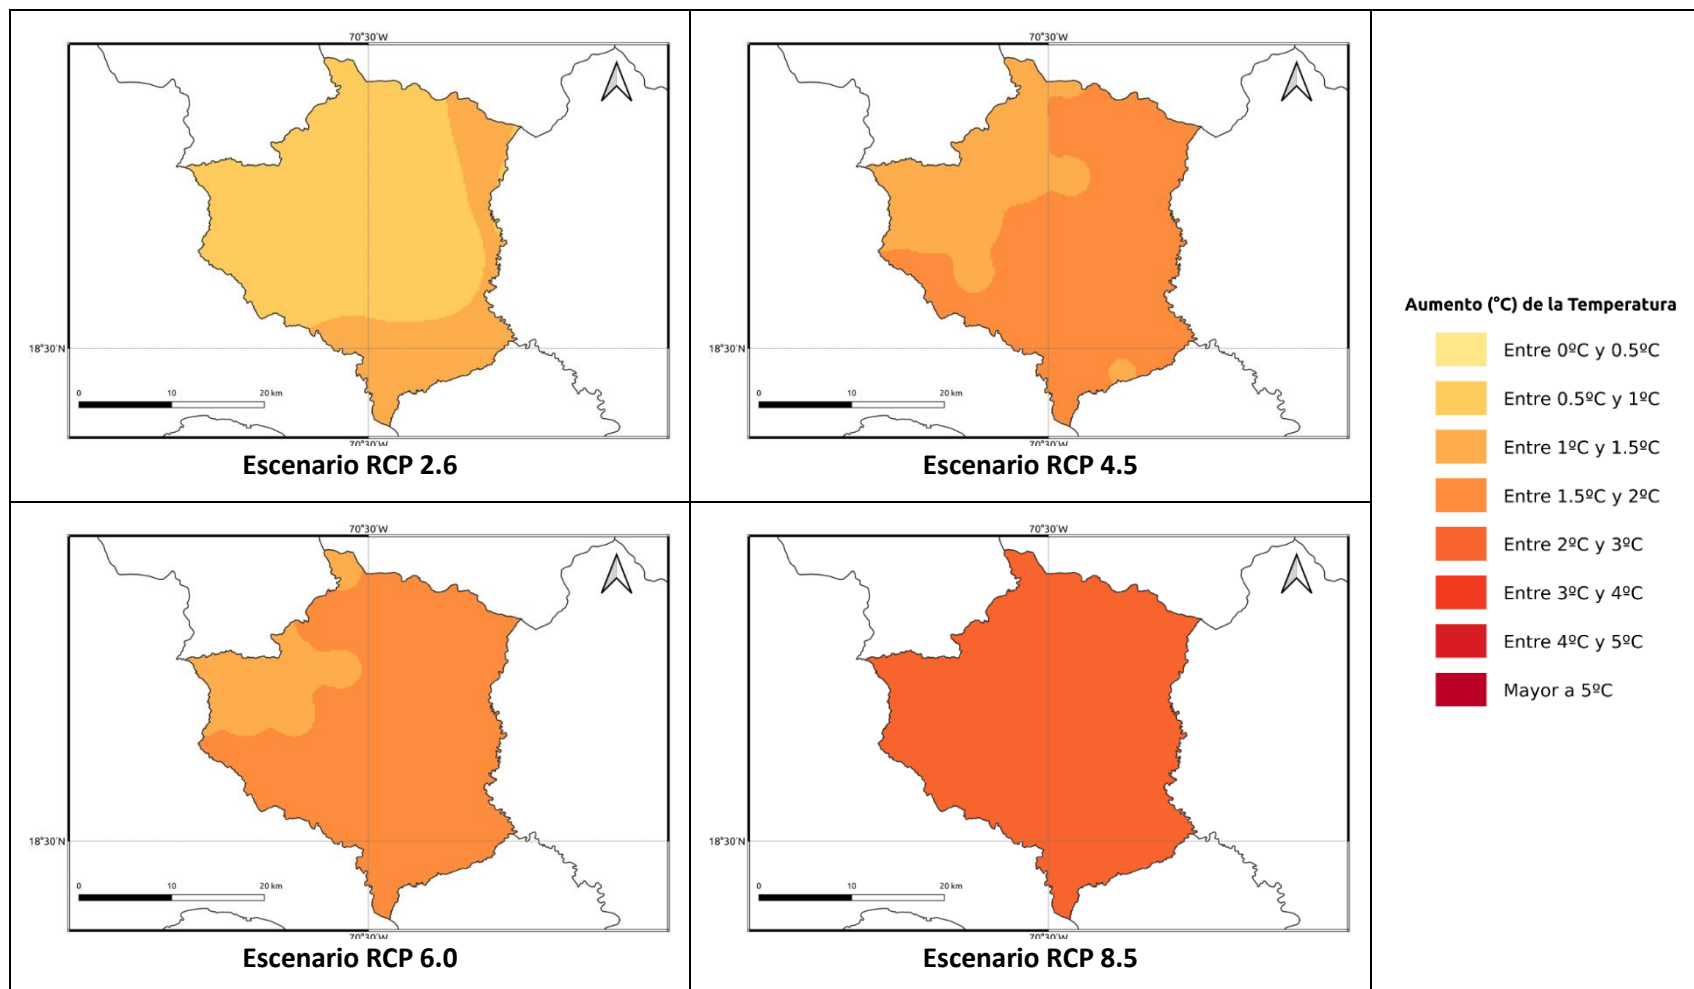 70°30'W
18°30'N
0 10 20 km
70°30'W
Escenario RCP 2.6
70°30'W
18°30'N
0 10 20 km
70°30'W
Escenario RCP 4.5
70°30'W
18°30'N
0 10 20 km
70°30'W
Escenario RCP 6.0
70°30'W
18°30'N
0 10 20 km
70°30'W
Escenario RCP 8.5
Aumento (°C) de la Temperatura
Entre 0ºC y 0.5ºC
Entre 0.5ºC y 1ºC
Entre 1ºC y 1.5ºC
Entre 1.5ºC y 2ºC
Entre 2ºC y 3ºC
Entre 3ºC y 4ºC
Entre 4ºC y 5ºC
Mayor a 5ºC